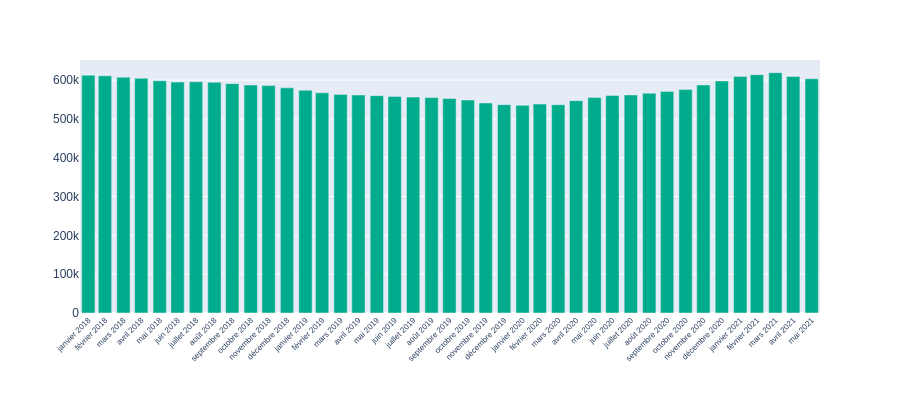 600k
500k
400k
300k
200k
100k
0
janvier 2018
février 2018
mars 2018
avril 2018
mai 2018
juin 2018
juillet 2018
août 2018
septembre 2018
octobre 2018
novembre 2018
décembre 2018
janvier 2019
février 2019
mars 2019
avril 2019
mai 2019
juin 2019
juillet 2019
août 2019
septembre 2019
octobre 2019
novembre 2019
décembre 2019
janvier 2020
février 2020
mars 2020
avril 2020
mai 2020
juin 2020
juillet 2020
août 2020
septembre 2020
octobre 2020
novembre 2020
décembre 2020
janvier 2021
février 2021
mars 2021
avril 2021
mai 2021